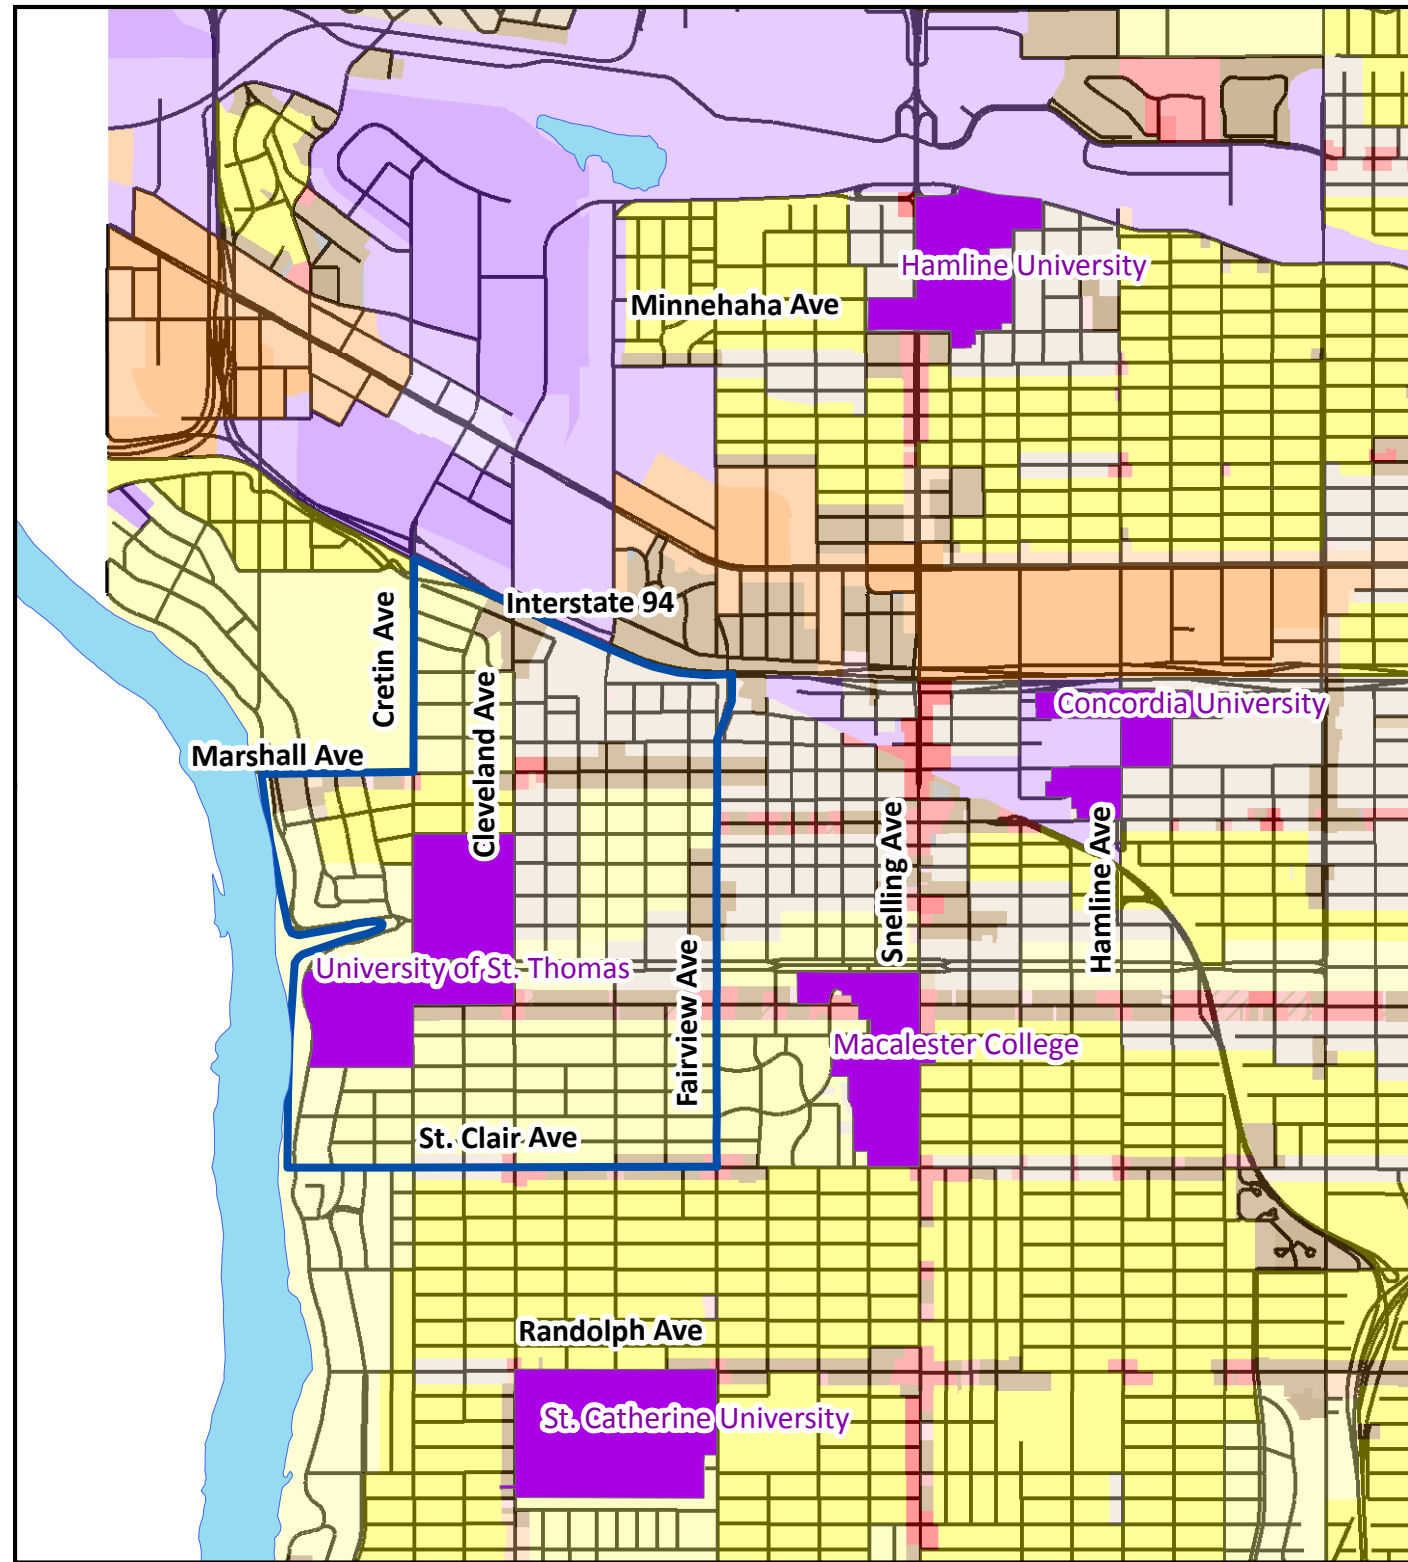 Hamline University
Minnehaha Ave
Interstate 94
Cretin Ave
Concordia University
Cleveland Ave
Marshall Ave
Snelling Ave
Hamline Ave
University of St. Thomas
Fairview Ave
Macalester College
St. Clair Ave
Randolph Ave
St. Catherine University